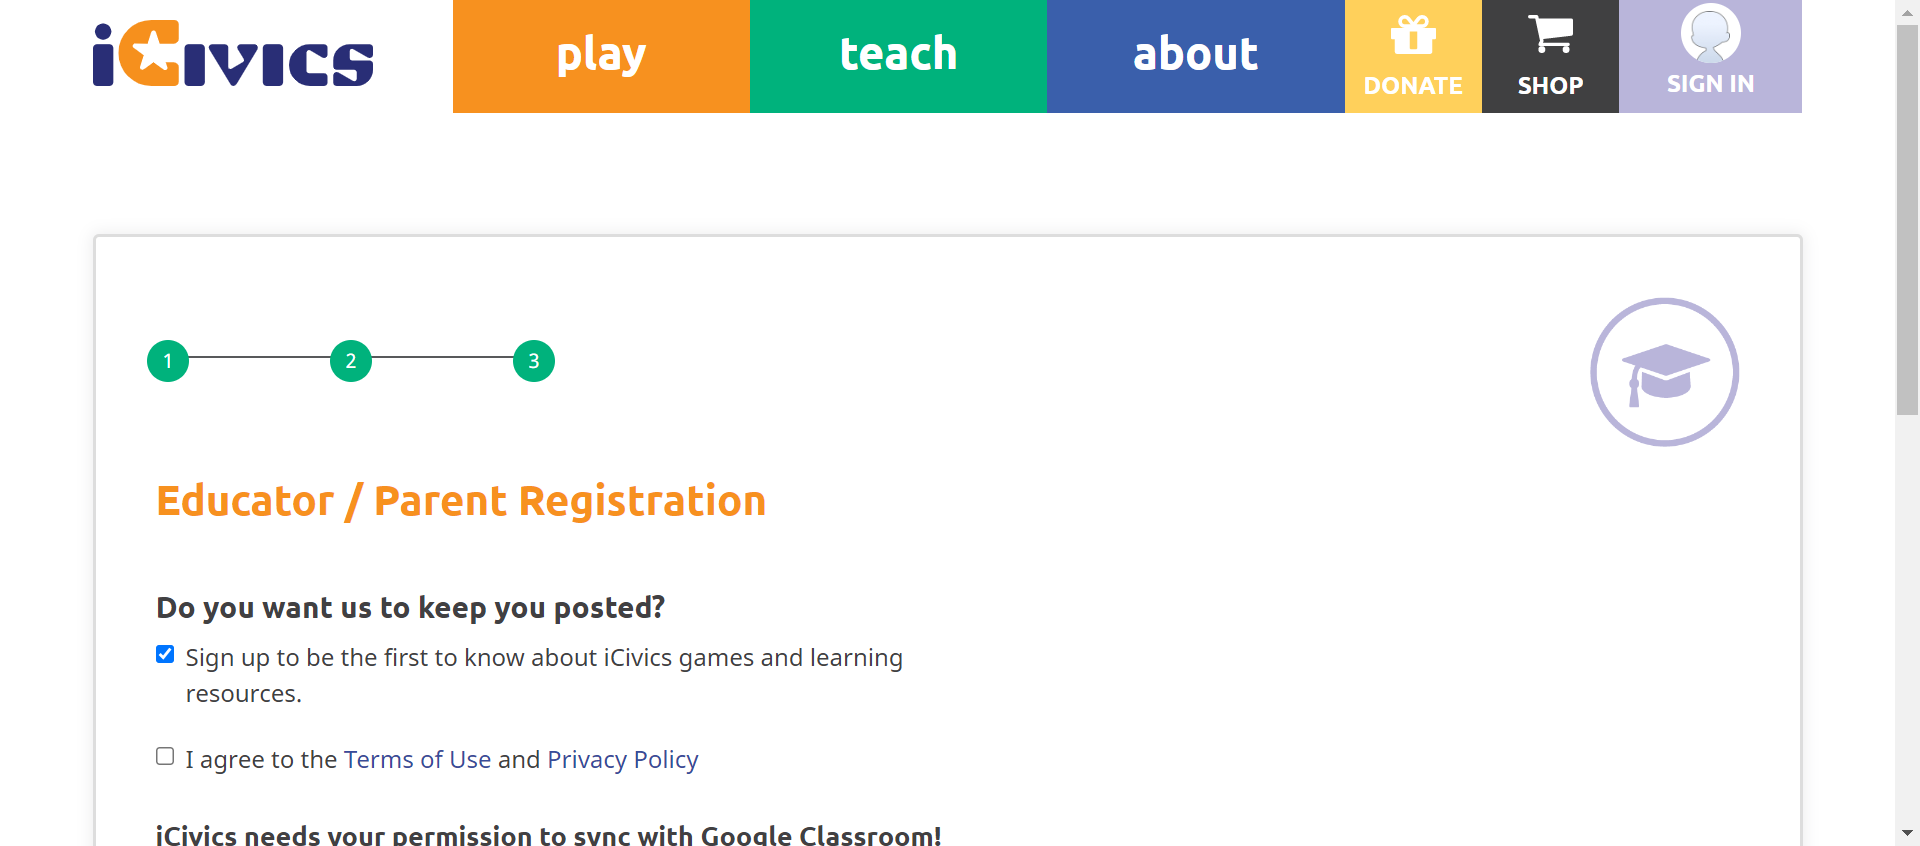 iCivics
play
teach
about
DONATE
SHOP
SIGN IN
1
2
3
Educator / Parent Registration
Do you want us to keep you posted?
Sign up to be the first to know about iCivics games and learning
resources.
I agree to the Terms of Use and Privacy Policy
iCivics needs your permission to sync with Google Classroom!